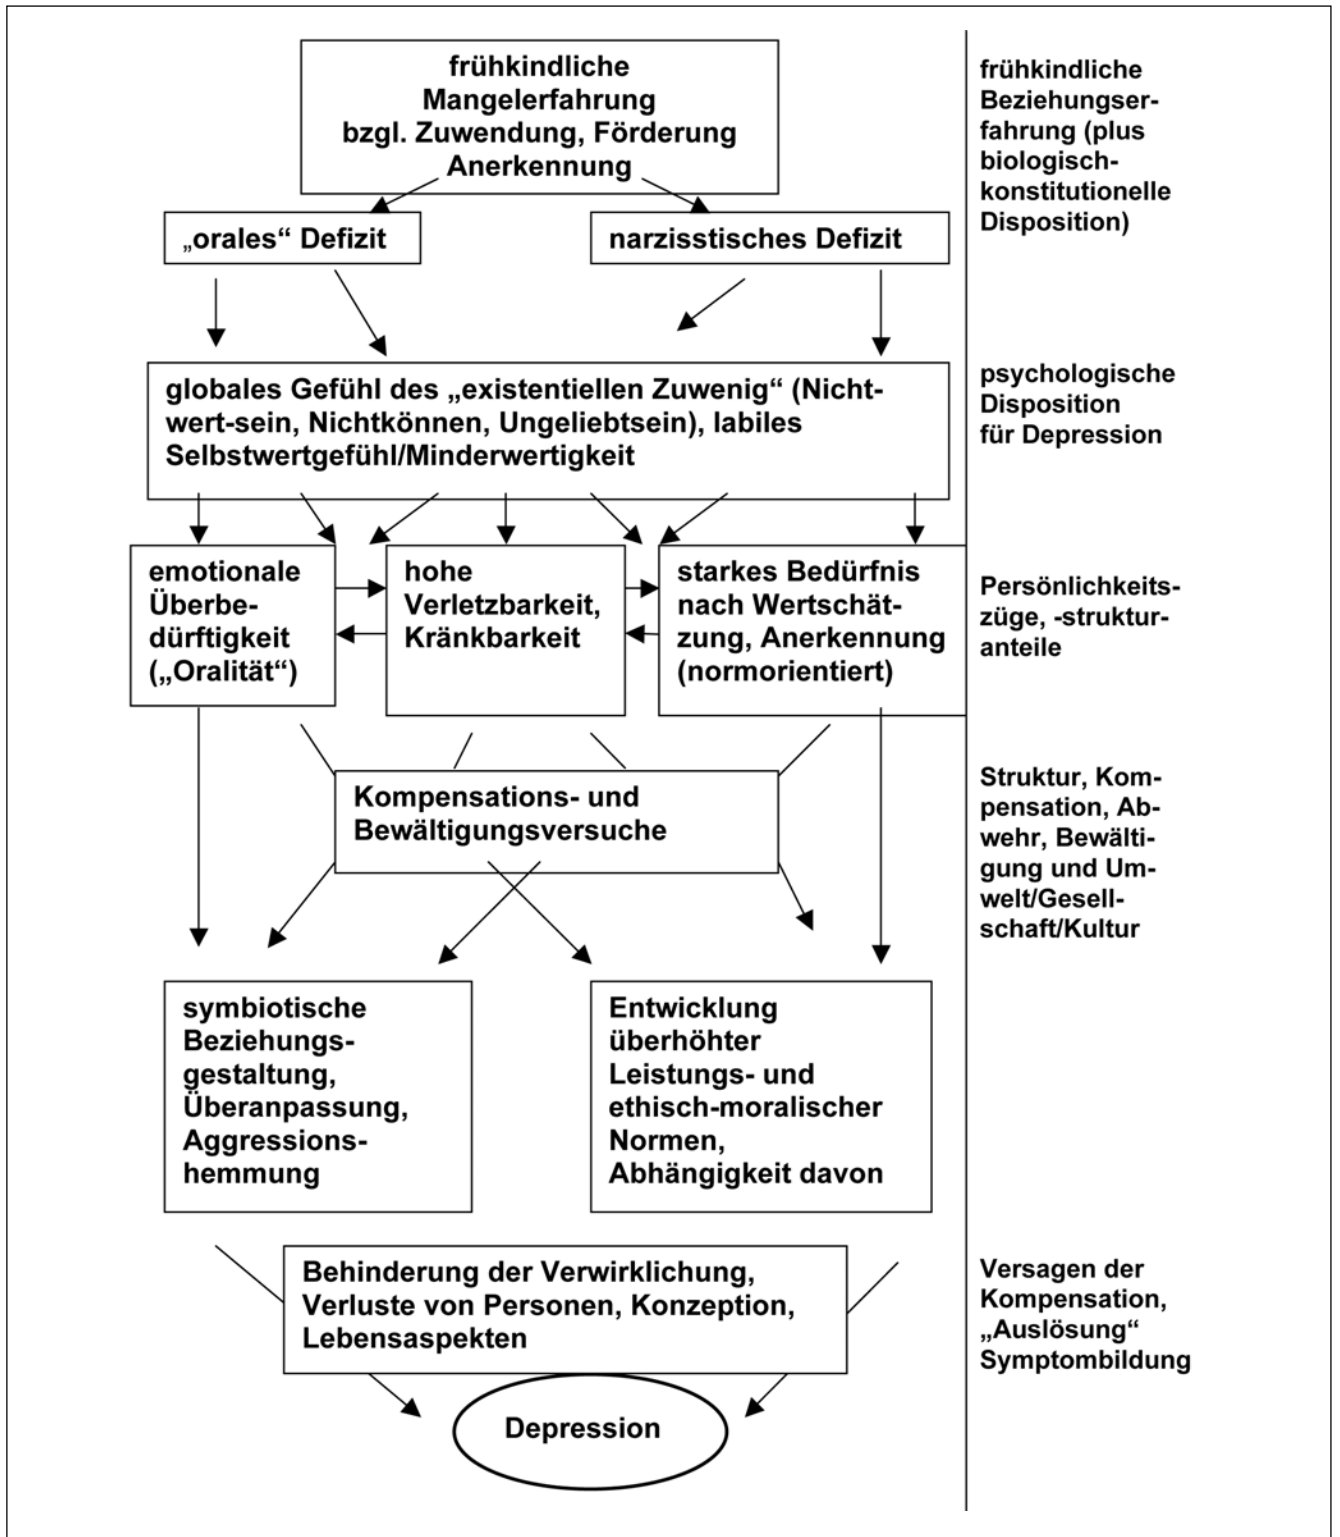 frühkindliche
Mangelerfahrung
bzgl. Zuwendung, Förderung
Anerkennung
frühkindliche
Beziehungser-
fahrung (plus
biologisch-
konstitutionelle
Disposition)
„orales“ Defizit
narzisstisches Defizit
globales Gefühl des „existentiellen Zuwenig“ (Nicht-
wert-sein, Nichtkönnen, Ungeliebtsein), labiles
Selbstwertgefühl/Minderwertigkeit
psychologische
Disposition
für Depression
emotionale
Überbe-
dürftigkeit
(„Oralität“)
hohe
Verletzbarkeit,
Kränkbarkeit
starkes Bedürfnis
nach Wertschät-
zung, Anerkennung
(normorientiert)
Persönlichkeits-
züge, -struktur-
anteile
Kompensations- und
Bewältigungsversuche
Struktur, Kom-
pensation, Ab-
wehr, Bewälti-
gung und Um-
welt/Gesell-
schaft/Kultur
symbiotische
Beziehungs-
gestaltung,
Überanpassung,
Aggressions-
hemmung
Entwicklung
überhöhter
Leistungs- und
ethisch-moralischer
Normen,
Abhängigkeit davon
Behinderung der Verwirklichung,
Verluste von Personen, Konzeption,
Lebensaspekten
Versagen der
Kompensation,
„Auslösung“
Symptombildung
Depression